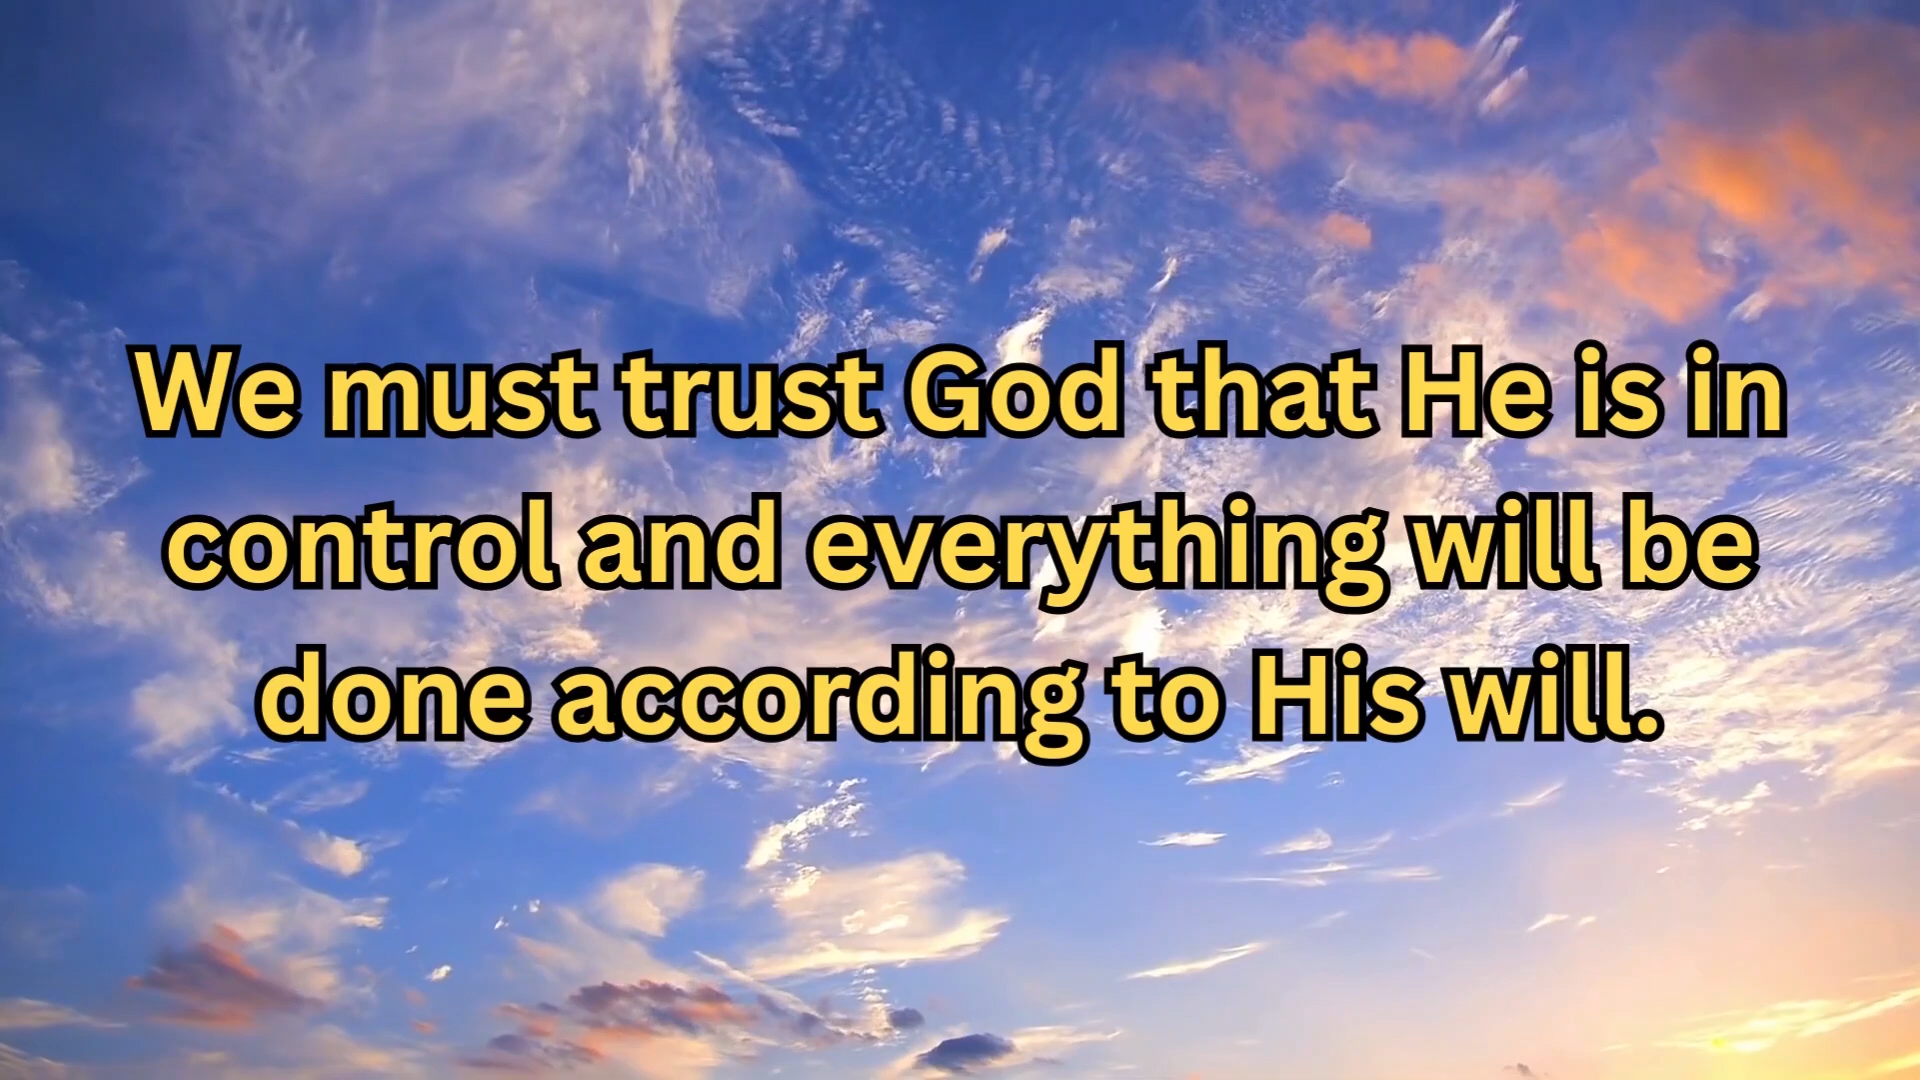 We must trust God that He is in
control and everything will be
done according to His will.